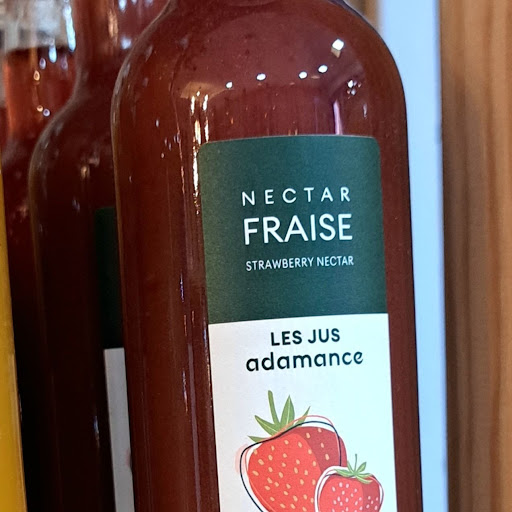 NECTAR
FRAISE
STRAWBERRY NECTAR
LES JUS
adamance